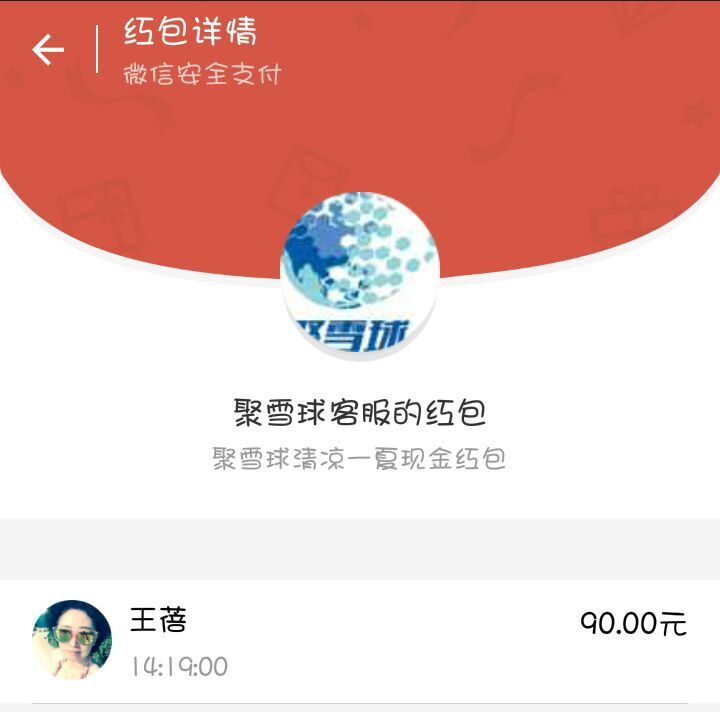 红包详情
微信安全支付
聚雪球
聚雪球客服的红包
聚雪球清凉一夏现金红包
王蓓
90.00元
14:19:00